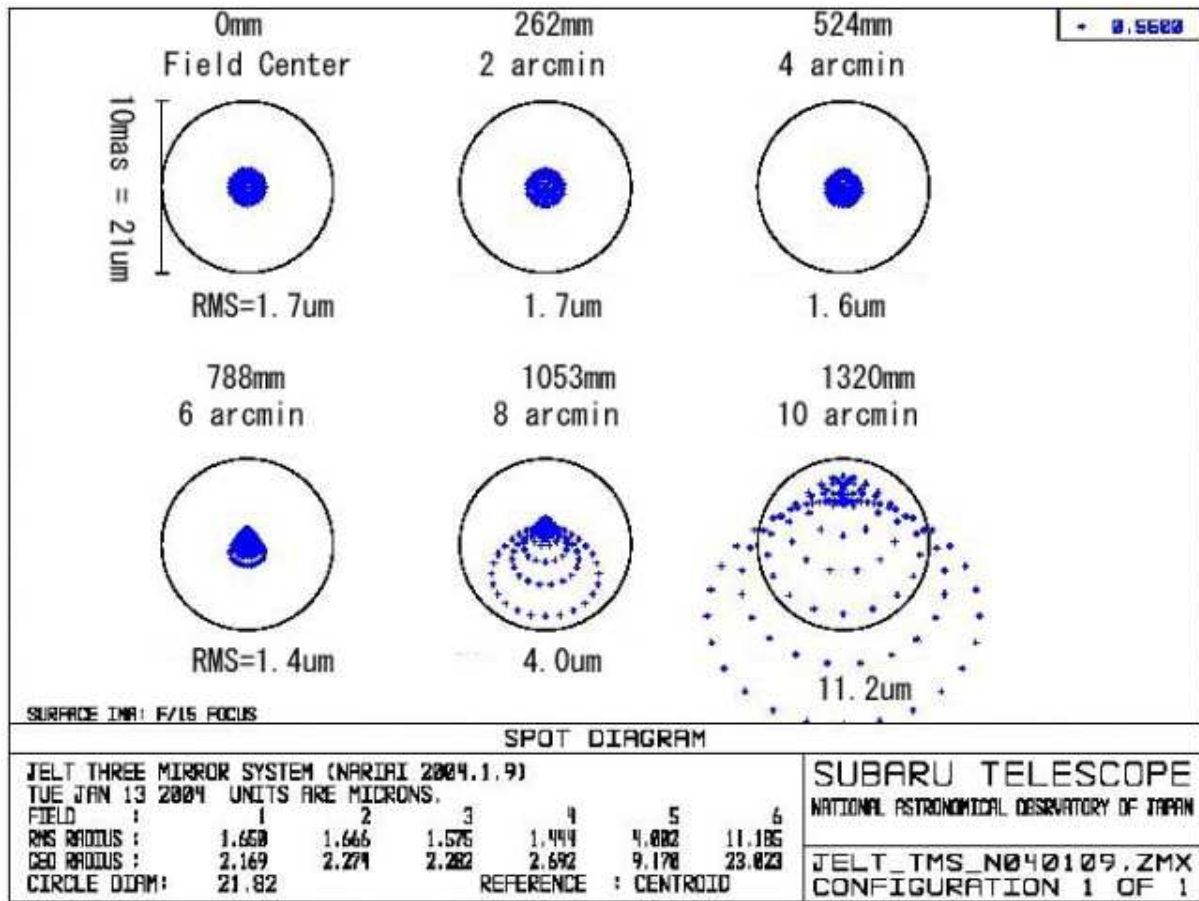 0mm 262mm 524mm
Field Center 2 arcmin 4 arcmin
0.5500
10mas = 21um
RMS=1.7um 1.7um 1.6um
788mm 1053mm 1320mm
6 arcmin 8 arcmin 10 arcmin
RMS=1.4um 4.0um 11.2um
SURFACE IMA: F/15 FOCUS
SPOT DIAGRAM
JELT THREE MIRROR SYSTEM (NARIAI 2004.1.9)
TUE JAN 13 2004 UNITS ARE MICRONS.
FIELD : 1 2 3 4 5 6
RMS RADIUS : 1.650 1.666 1.575 1.444 4.002 11.185
GEO RADIUS : 2.169 2.274 2.282 2.692 9.170 23.023
CIRCLE DIAM: 21.82 REFERENCE : CENTROID
SUBARU TELESCOPE
NATIONAL ASTRONOMICAL OBSRVATORY OF JAPAN
JELT_TMS_N040109.ZMX
CONFIGURATION 1 OF 1